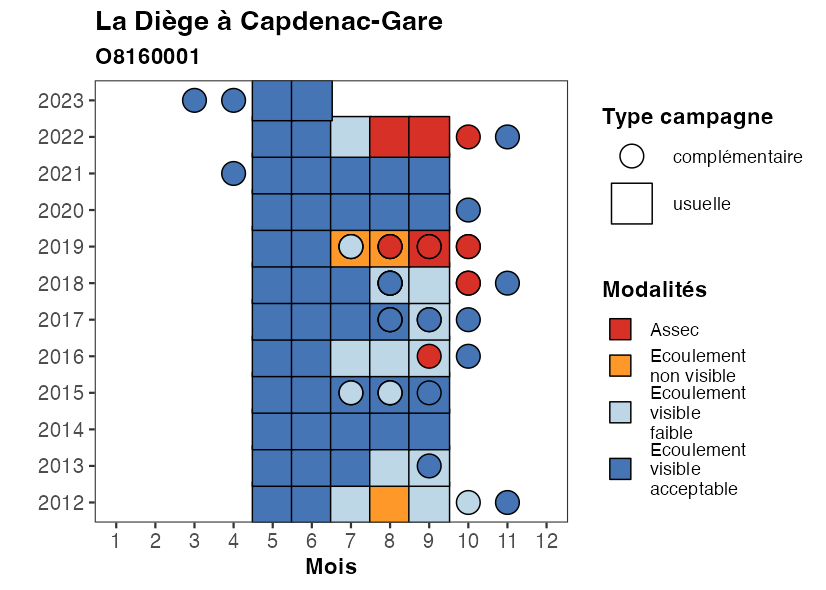 La Diège à Capdenac-Gare
O8160001
2023
2022
2021
2020
2019
2018
2017
2016
2015
2014
2013
2012
1 2 3 4 5 6 7 8 9 10 11 12
Mois
Type campagne
complémentaire
usuelle
Modalités
Assec
Ecoulement
non visible
Ecoulement
visible
faible
Ecoulement
visible
acceptable